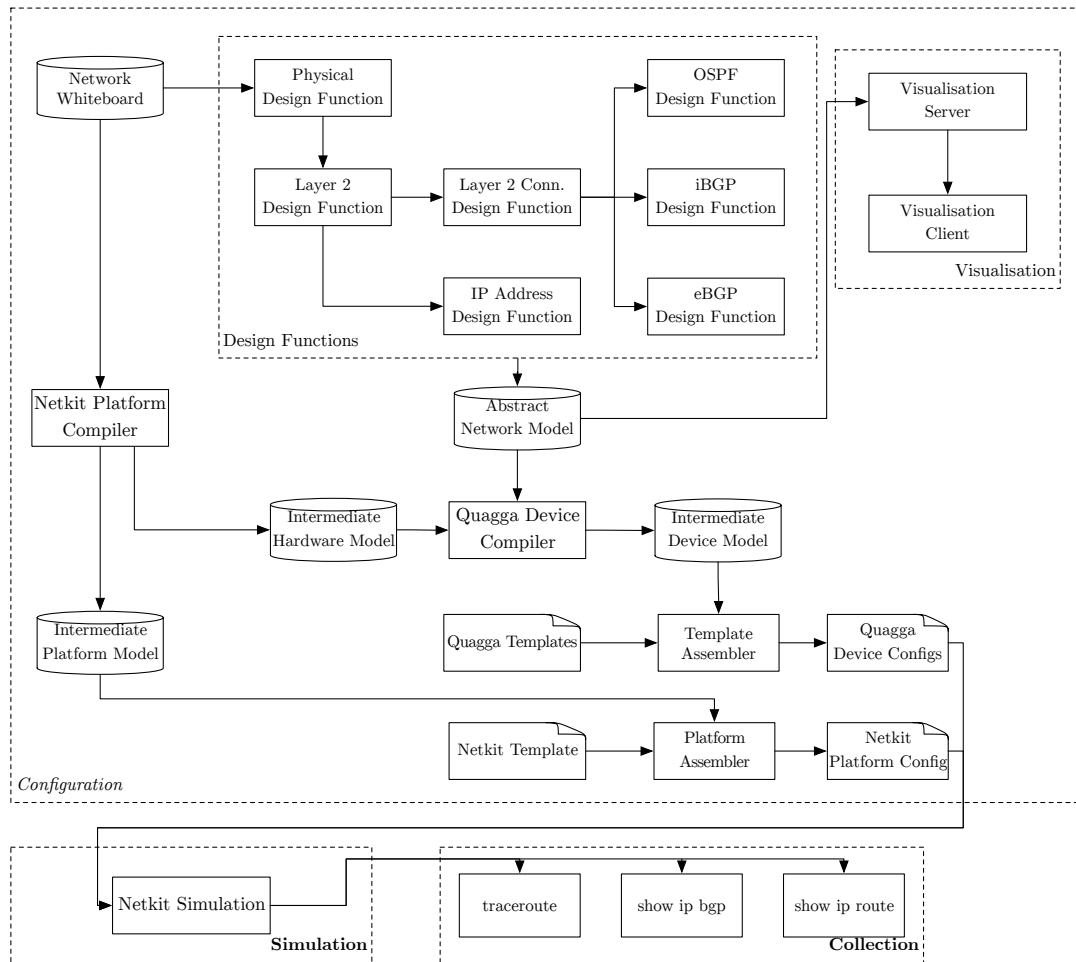 Network
Whiteboard
Physical
Design Function
OSPF
Design Function
Visualisation
Server
Layer 2
Design Function
Layer 2 Conn.
Design Function
iBGP
Design Function
Visualisation
Client
Visualisation
IP Address
Design Function
eBGP
Design Function
Design Functions
Netkit Platform
Compiler
Abstract
Network Model
Intermediate
Hardware Model
Quagga Device
Compiler
Intermediate
Device Model
Intermediate
Platform Model
Quagga Templates
Template
Assembler
Quagga
Device Configs
Netkit Template
Platform
Assembler
Netkit
Platform Config
Configuration
Netkit Simulation
Simulation
traceroute
show ip bgp
show ip route
Collection